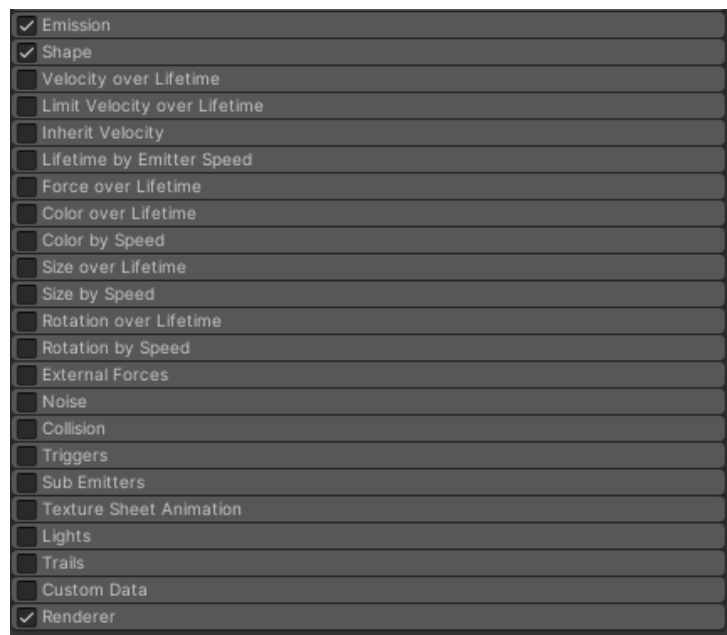 Emission
Shape
Velocity over Lifetime
Limit Velocity over Lifetime
Inherit Velocity
Lifetime by Emitter Speed
Force over Lifetime
Color over Lifetime
Color by Speed
Size over Lifetime
Size by Speed
Rotation over Lifetime
Rotation by Speed
External Forces
Noise
Collision
Triggers
Sub Emitters
Texture Sheet Animation
Lights
Trails
Custom Data
Renderer